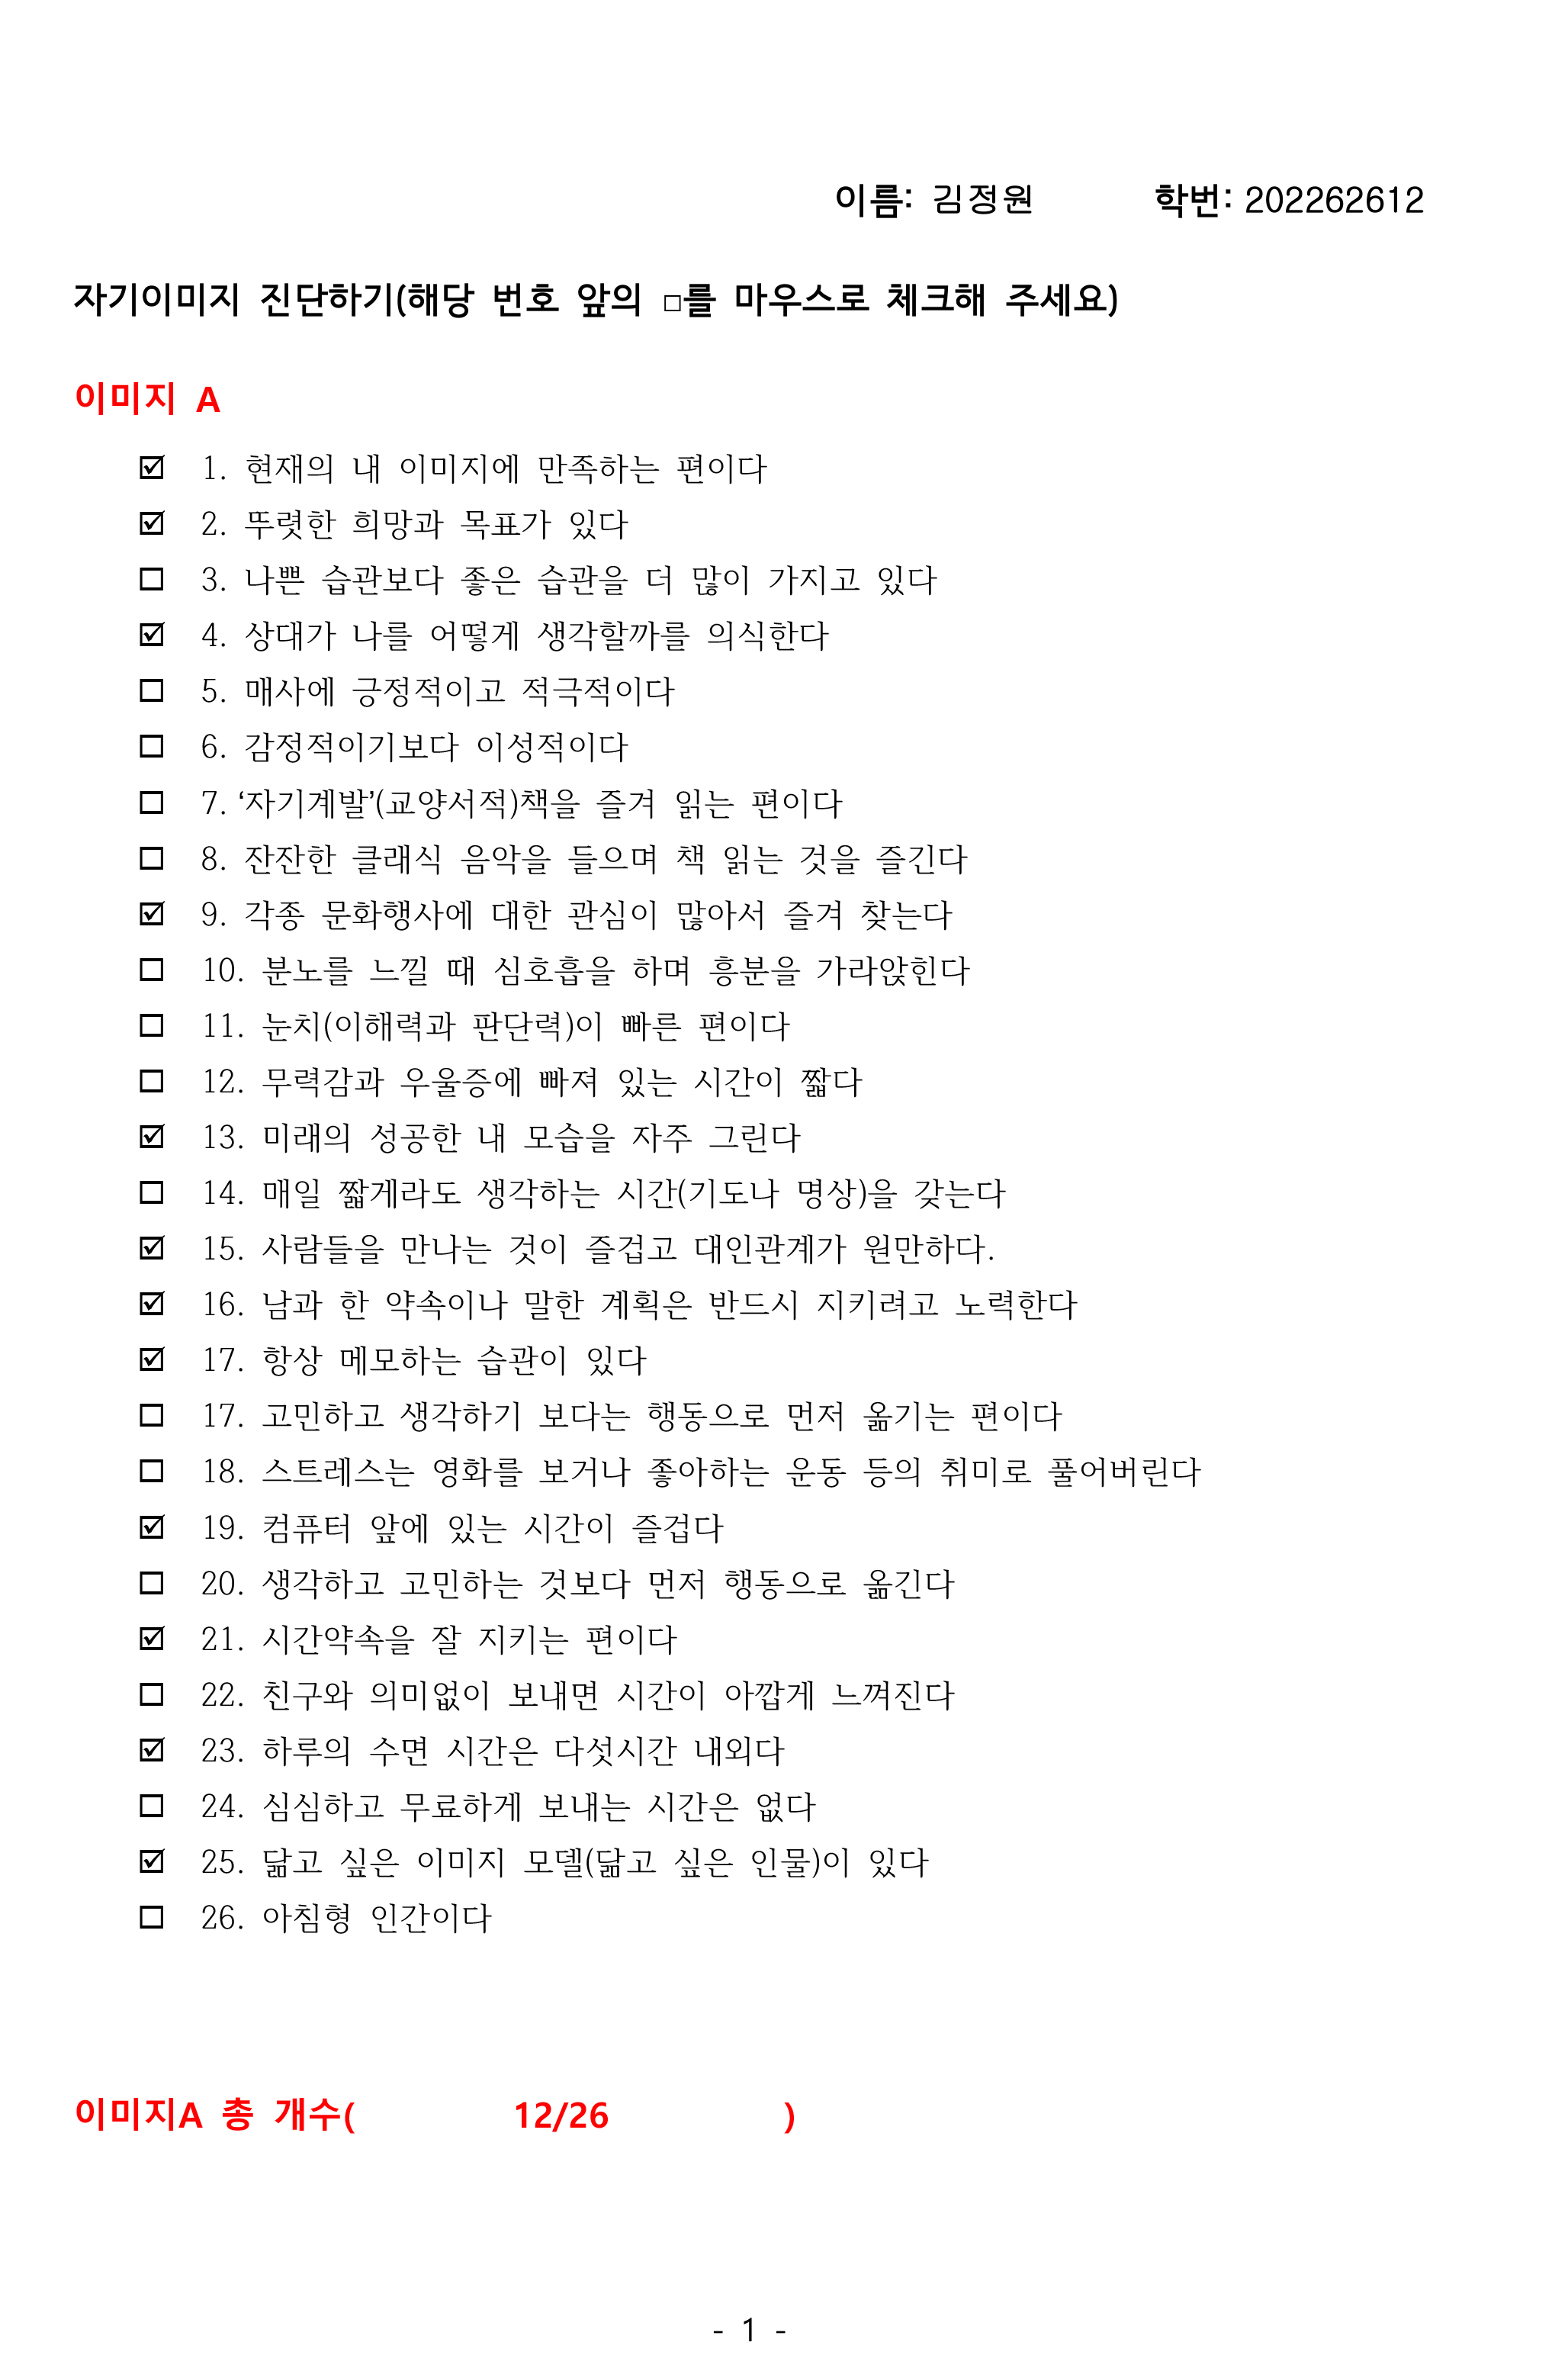 이름: 김정원 학번: 202262612
자기이미지 진단하기(해당 번호 앞의 □를 마우스로 체크해 주세요)
이미지 A
☑ 1. 현재의 내 이미지에 만족하는 편이다
☑ 2. 뚜렷한 희망과 목표가 있다
☐ 3. 나쁜 습관보다 좋은 습관을 더 많이 가지고 있다
☑ 4. 상대가 나를 어떻게 생각할까를 의식한다
☐ 5. 매사에 긍정적이고 적극적이다
☐ 6. 감정적이기보다 이성적이다
☐ 7. ‘자기계발’(교양서적)책을 즐겨 읽는 편이다
☐ 8. 잔잔한 클래식 음악을 들으며 책 읽는 것을 즐긴다
☑ 9. 각종 문화행사에 대한 관심이 많아서 즐겨 찾는다
☐ 10. 분노를 느낄 때 심호흡을 하며 흥분을 가라앉힌다
☐ 11. 눈치(이해력과 판단력)이 빠른 편이다
☐ 12. 무력감과 우울증에 빠져 있는 시간이 짧다
☑ 13. 미래의 성공한 내 모습을 자주 그린다
☐ 14. 매일 짧게라도 생각하는 시간(기도나 명상)을 갖는다
☑ 15. 사람들을 만나는 것이 즐겁고 대인관계가 원만하다.
☑ 16. 남과 한 약속이나 말한 계획은 반드시 지키려고 노력한다
☑ 17. 항상 메모하는 습관이 있다
☐ 17. 고민하고 생각하기 보다는 행동으로 먼저 옮기는 편이다
☐ 18. 스트레스는 영화를 보거나 좋아하는 운동 등의 취미로 풀어버린다
☑ 19. 컴퓨터 앞에 있는 시간이 즐겁다
☐ 20. 생각하고 고민하는 것보다 먼저 행동으로 옮긴다
☑ 21. 시간약속을 잘 지키는 편이다
☐ 22. 친구와 의미없이 보내면 시간이 아깝게 느껴진다
☑ 23. 하루의 수면 시간은 다섯시간 내외다
☐ 24. 심심하고 무료하게 보내는 시간은 없다
☑ 25. 닮고 싶은 이미지 모델(닮고 싶은 인물)이 있다
☐ 26. 아침형 인간이다
이미지A 총 개수( 12/26 )
- 1 -